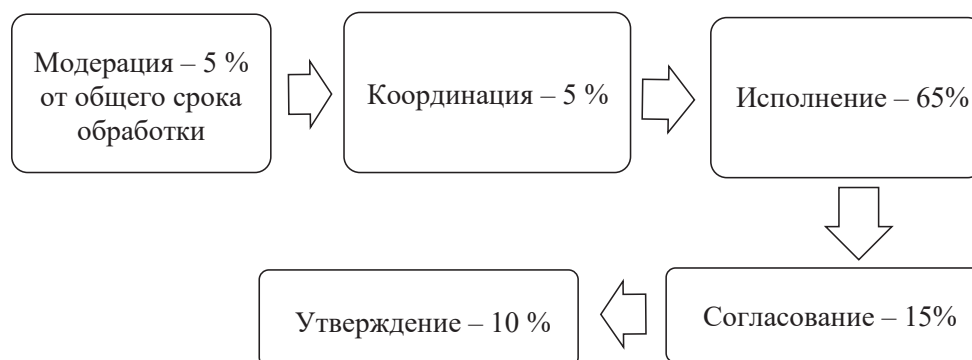 Модерация – 5 %
от общего срока
обработки
Координация – 5 %
Исполнение – 65%
Согласование – 15%
Утверждение – 10 %